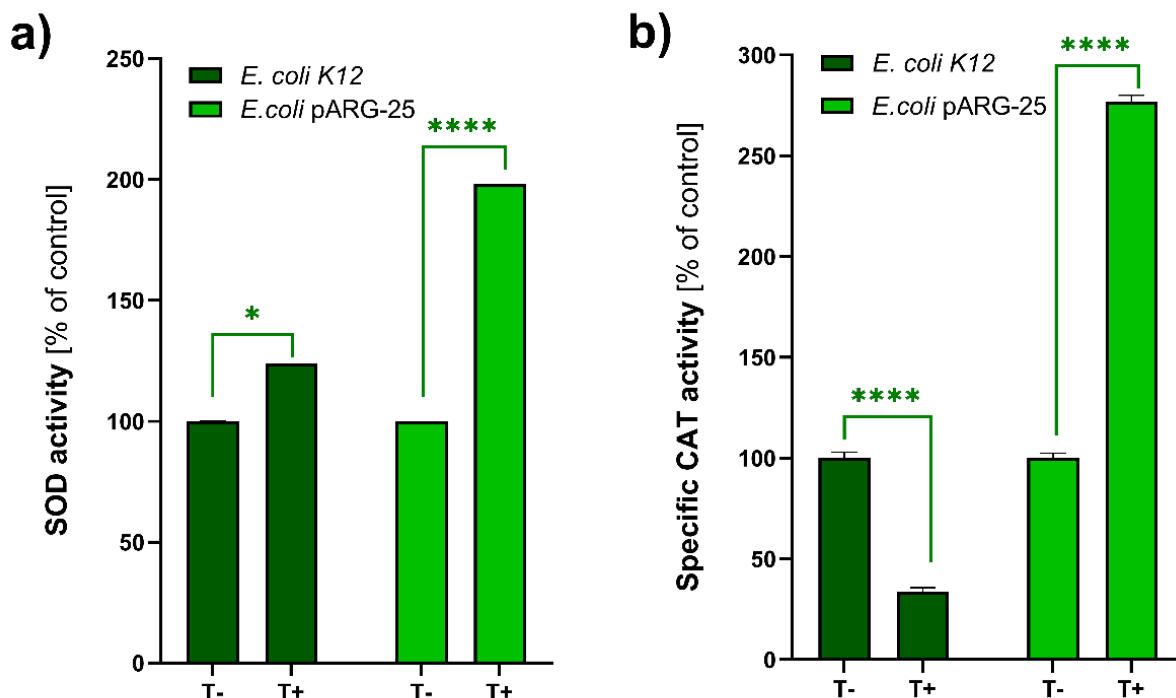 a)
SOD activity [% of control]
250
200
150
100
50
0
E. coli K12
E.coli pARG-25
*
****
T- T+ T- T+
b)
Specific CAT activity [% of control]
300
250
200
150
100
50
0
E. coli K12
E.coli pARG-25
****
****
T- T+ T- T+